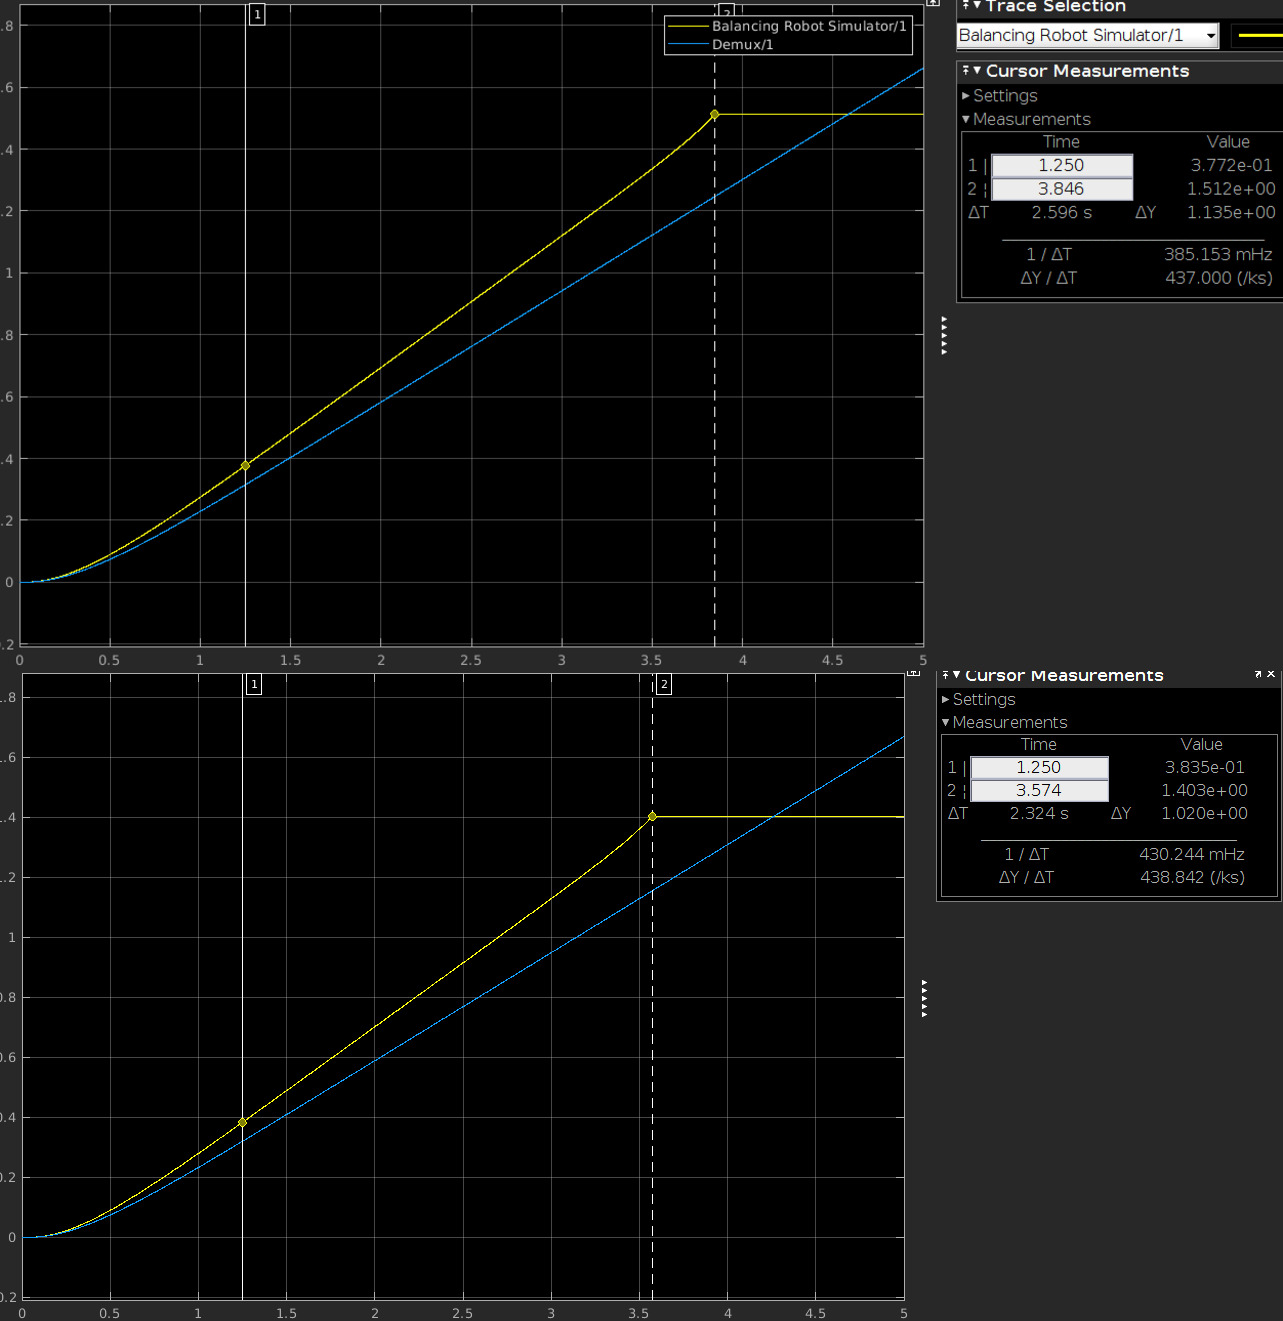 1
2
Balancing Robot Simulator/1
Demux/1
.8
.6
.4
.2
1
.8
.6
.4
.2
0
.2
0 0.5 1 1.5 2 2.5 3 3.5 4 4.5 5
Trace Selection
Balancing Robot Simulator/1
Cursor Measurements
Settings
Measurements
Time Value
1 | 1.250 3.772e-01
2 ¦ 3.846 1.512e+00
ΔT 2.596 s ΔY 1.135e+00
1 / ΔT 385.153 mHz
ΔY / ΔT 437.000 (/ks)
1
2
.8
.6
.4
1.2
1
0.8
0.6
0.4
0.2
0
0.2
0 0.5 1 1.5 2 2.5 3 3.5 4 4.5 5
Cursor Measurements
Settings
Measurements
Time Value
1 | 1.250 3.835e-01
2 ¦ 3.574 1.403e+00
ΔT 2.324 s ΔY 1.020e+00
1 / ΔT 430.244 mHz
ΔY / ΔT 438.842 (/ks)